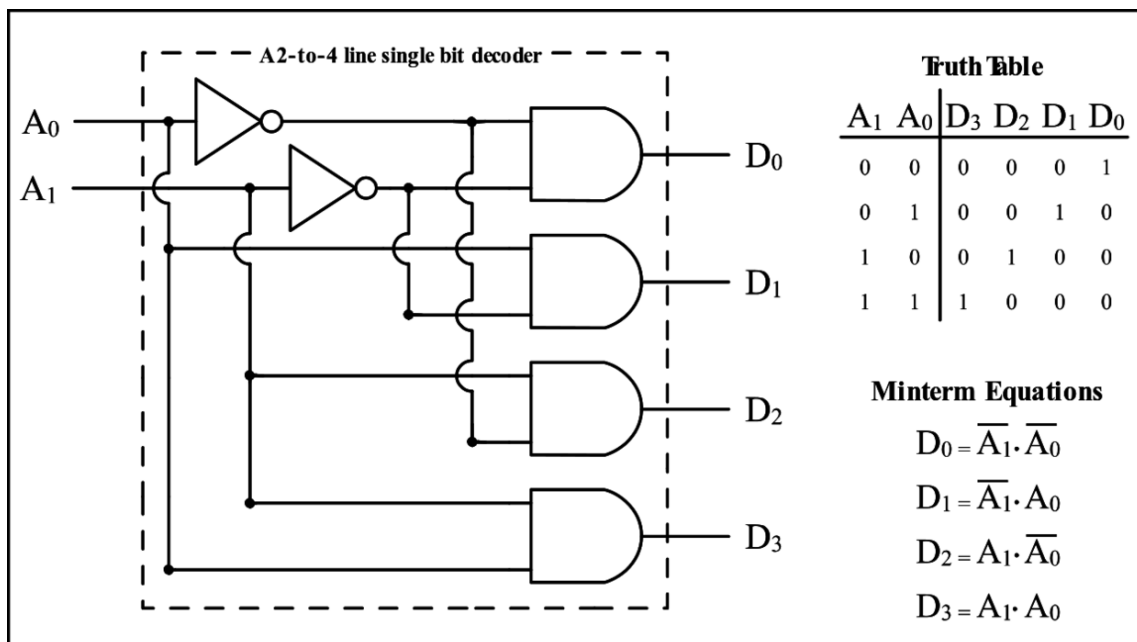 A2-to-4 line single bit decoder
A₀
A₁
D₀
D₁
D₂
D₃
Truth Table
A₁ A₀ D₃ D₂ D₁ D₀
0 0 0 0 0 1
0 1 0 0 1 0
1 0 0 1 0 0
1 1 1 0 0 0
Minterm Equations
D₀ = A̅₁ · A̅₀
D₁ = A̅₁ · A₀
D₂ = A₁ · A̅₀
D₃ = A₁ · A₀